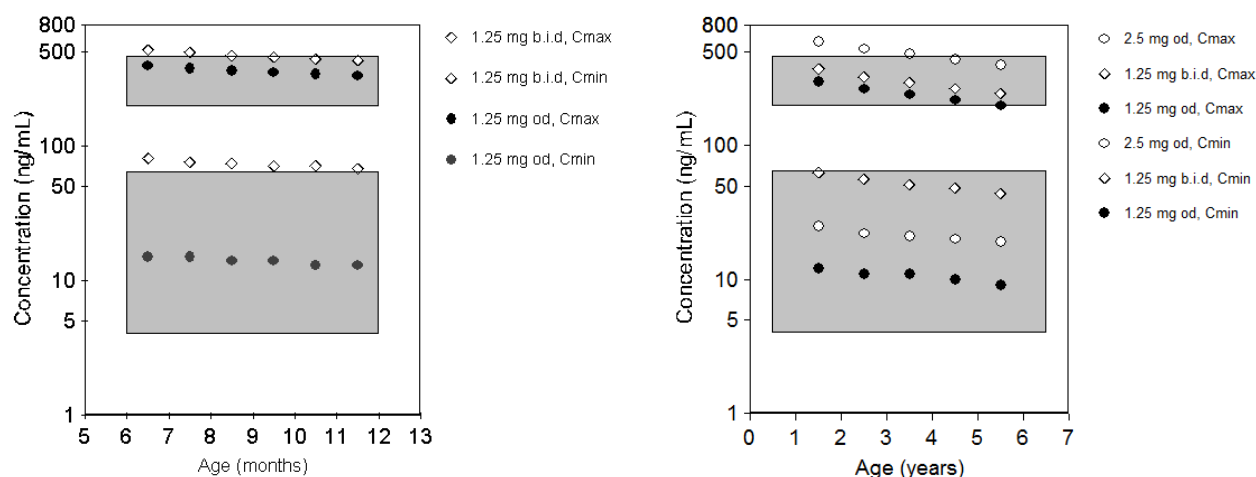 800
500
100
50
10
5
1
Concentration (ng/mL)
5 6 7 8 9 10 11 12 13
Age (months)
1.25 mg b.i.d, Cmax
1.25 mg b.i.d, Cmin
1.25 mg od, Cmax
1.25 mg od, Cmin
800
500
100
50
10
5
1
Concentration (ng/mL)
0 1 2 3 4 5 6 7
Age (years)
2.5 mg od, Cmax
1.25 mg b.i.d, Cmax
1.25 mg od, Cmax
2.5 mg od, Cmin
1.25 mg b.i.d, Cmin
1.25 mg od, Cmin